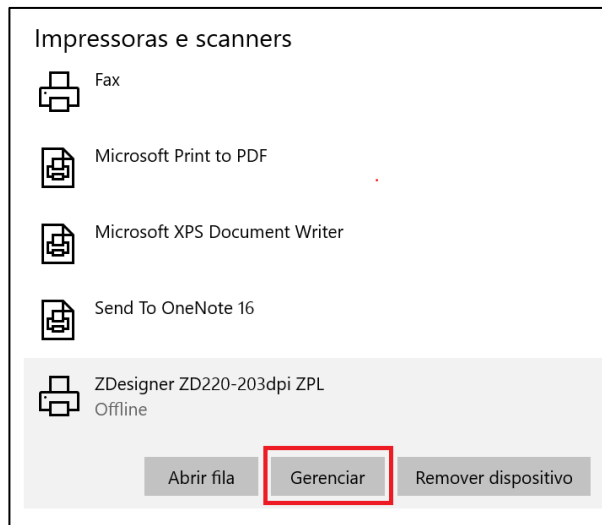 Impressoras e scanners
Fax
Microsoft Print to PDF
Microsoft XPS Document Writer
Send To OneNote 16
ZDesigner ZD220-203dpi ZPL
Offline
Abrir fila Gerenciar Remover dispositivo